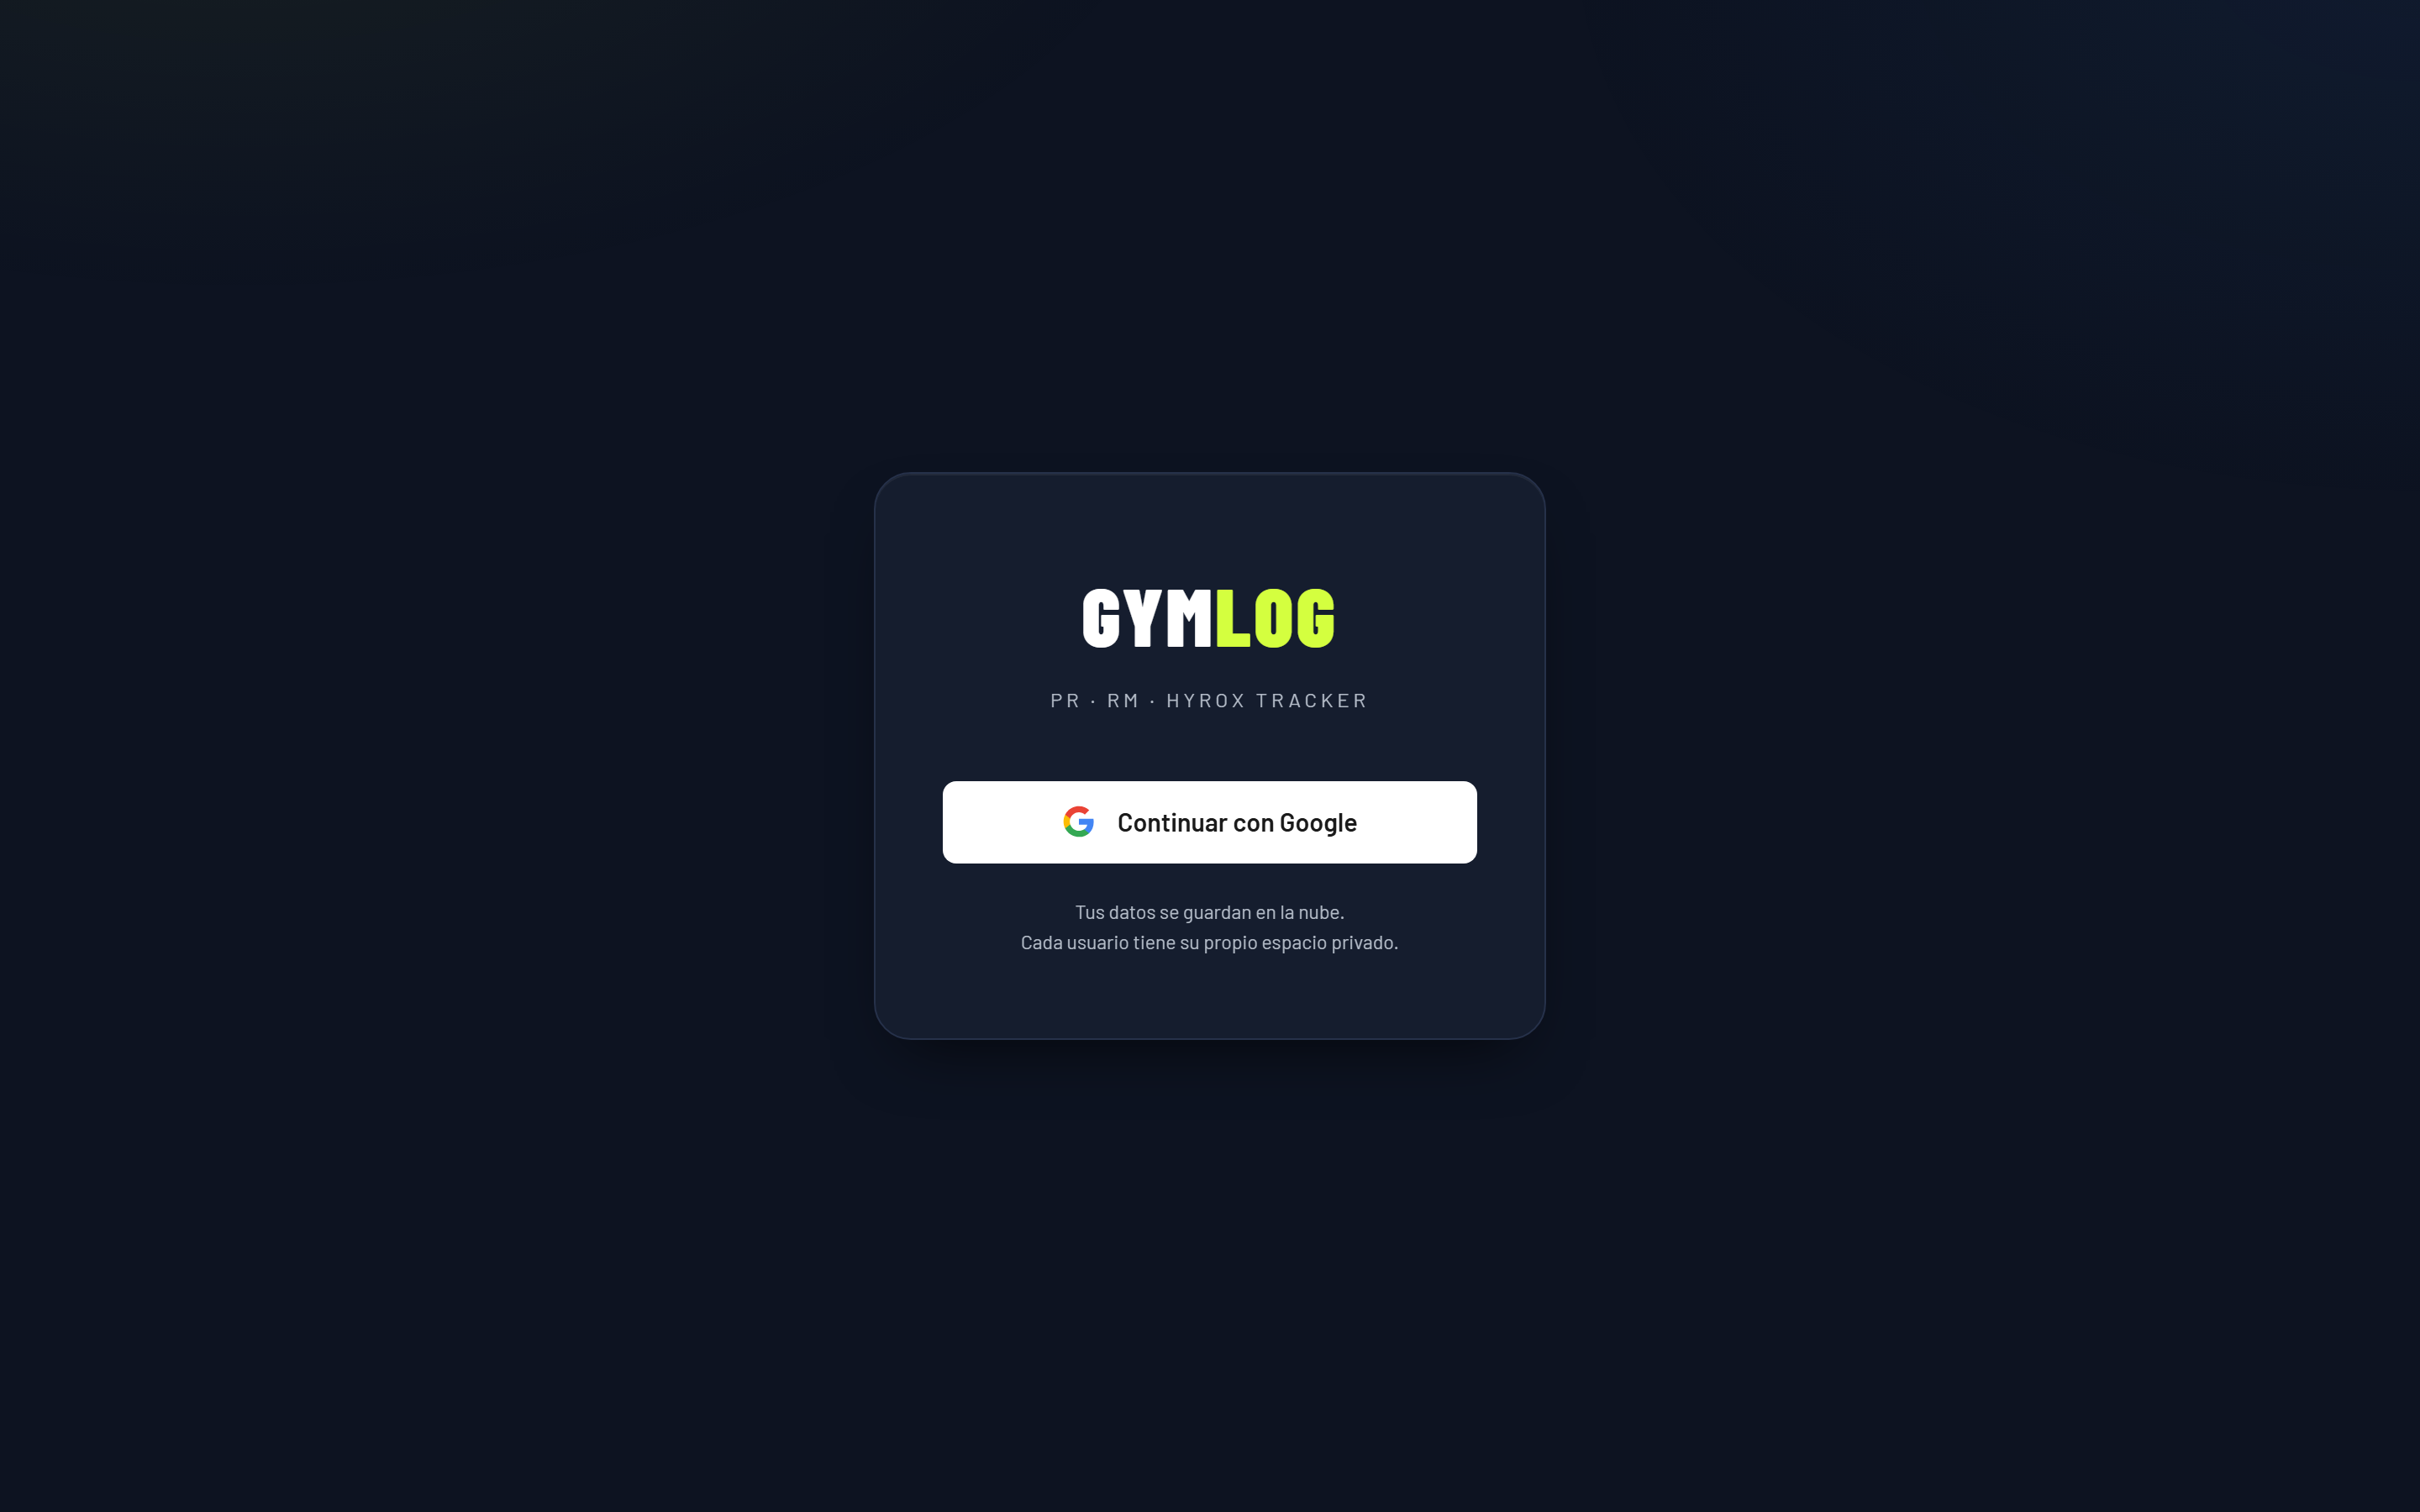 GYMLOG
PR · RM · HYROX TRACKER
Continuar con Google
Tus datos se guardan en la nube.
Cada usuario tiene su propio espacio privado.